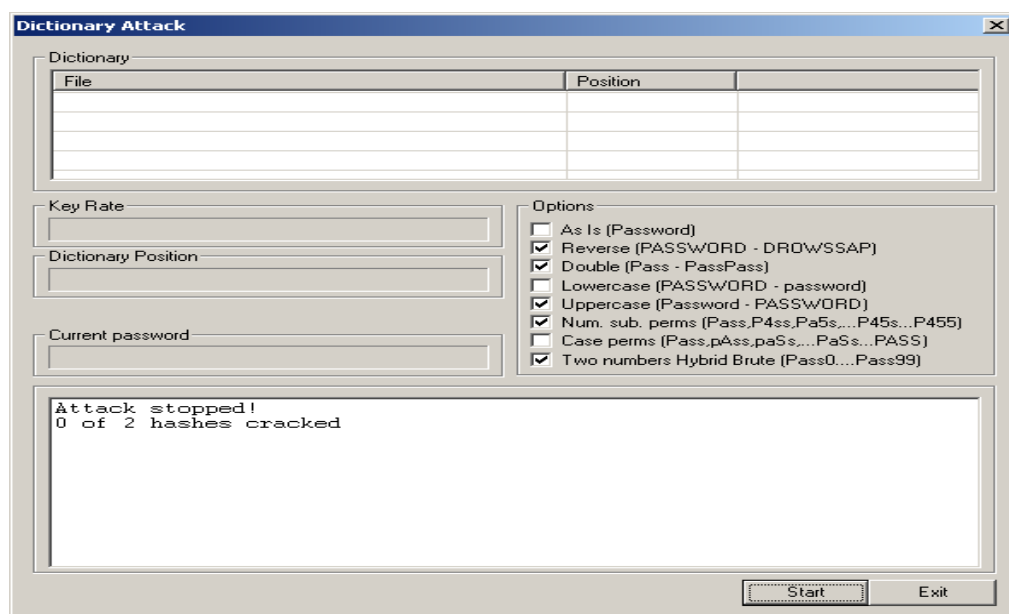 Dictionary Attack
Dictionary
File Position
Key Rate
Dictionary Position
Current password
Options
As Is (Password)
Reverse (PASSWORD - DROWSSAP)
Double (Pass - PassPass)
Lowercase (PASSWORD - password)
Uppercase (Password - PASSWORD)
Num. sub. perms (Pass,P4ss,Pa5s,...P45s...P455)
Case perms (Pass,pAss,paSs,...PaSs...PASS)
Two numbers Hybrid Brute (Pass0....Pass99)
Attack stopped!
0 of 2 hashes cracked
Start Exit